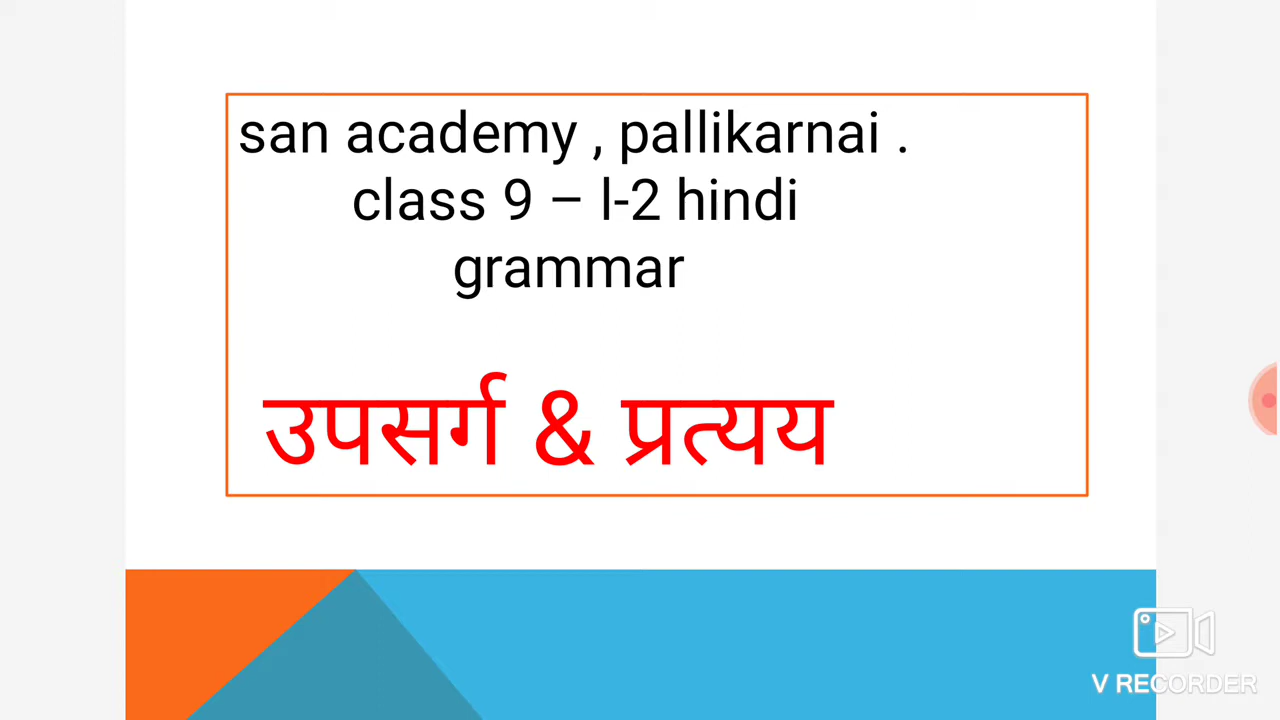 san academy , pallikarnai .
class 9 – l-2 hindi
grammar
उपसर्ग & प्रत्यय
V RECORDER